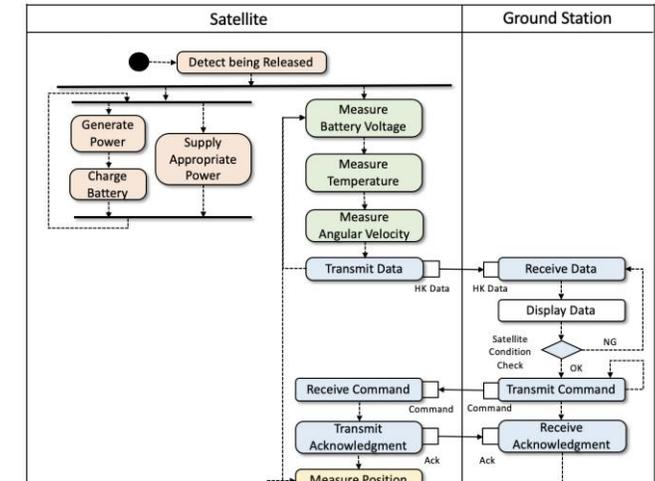 Satellite
Ground Station
Detect being Released
Generate
Power
Supply
Appropriate
Power
Charge
Battery
Measure
Battery Voltage
Measure
Temperature
Measure
Angular Velocity
Transmit Data
HK Data
HK Data
Receive Data
Display Data
Satellite
Condition
Check
NG
OK
Receive Command
Command
Command
Transmit Command
Transmit
Acknowledgment
Ack
Ack
Receive
Acknowledgment
Measure Position